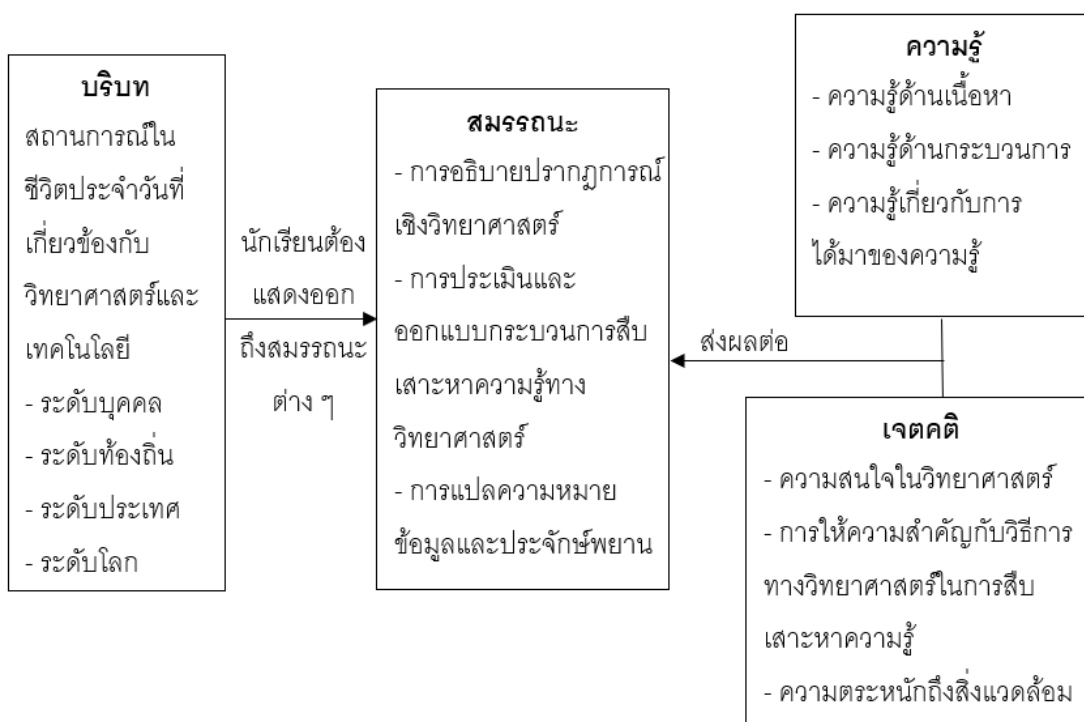 บริบท
สถานการณ์ใน
ชีวิตประจำวันที่
เกี่ยวข้องกับ
วิทยาศาสตร์และ
เทคโนโลยี
- ระดับบุคคล
- ระดับท้องถิ่น
- ระดับประเทศ
- ระดับโลก
นักเรียนต้อง
แสดงออก
ถึงสมรรถนะ
ต่าง ๆ
สมรรถนะ
- การอธิบายปรากฏการณ์
เชิงวิทยาศาสตร์
- การประเมินและ
ออกแบบกระบวนการสืบ
เสาะหาความรู้ทาง
วิทยาศาสตร์
- การแปลความหมาย
ข้อมูลและประจักษ์พยาน
ส่งผลต่อ
ความรู้
- ความรู้ด้านเนื้อหา
- ความรู้ด้านกระบวนการ
- ความรู้เกี่ยวกับการ
ได้มาของความรู้
เจตคติ
- ความสนใจในวิทยาศาสตร์
- การให้ความสำคัญกับวิธีการ
ทางวิทยาศาสตร์ในการสืบ
เสาะหาความรู้
- ความตระหนักถึงสิ่งแวดล้อม